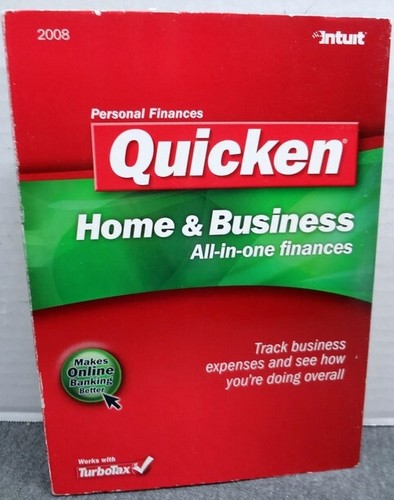 2008
intuit
Personal Finances
Quicken®
Home & Business
All-in-one finances
Track business
expenses and see how
you're doing overall
Makes
Online
Banking
Better
Works with
TurboTax